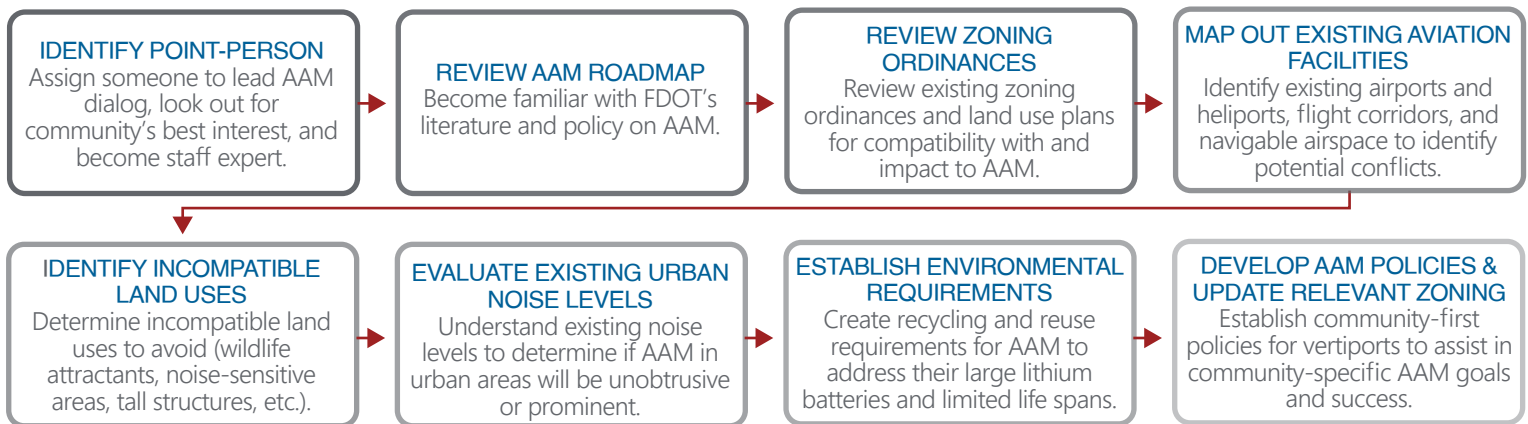 IDENTIFY POINT-PERSON
Assign someone to lead AAM
dialog, look out for
community's best interest, and
become staff expert.
REVIEW AAM ROADMAP
Become familiar with FDOT's
literature and policy on AAM.
REVIEW ZONING
ORDINANCES
Review existing zoning
ordinances and land use plans
for compatibility with and
impact to AAM.
MAP OUT EXISTING AVIATION
FACILITIES
Identify existing airports and
heliports, flight corridors, and
navigable airspace to identify
potential conflicts.
IDENTIFY INCOMPATIBLE
LAND USES
Determine incompatible land
uses to avoid (wildlife
attractants, noise-sensitive
areas, tall structures, etc.).
EVALUATE EXISTING URBAN
NOISE LEVELS
Understand existing noise
levels to determine if AAM in
urban areas will be unobtrusive
or prominent.
ESTABLISH ENVIRONMENTAL
REQUIREMENTS
Create recycling and reuse
requirements for AAM to
address their large lithium
batteries and limited life spans.
DEVELOP AAM POLICIES &
UPDATE RELEVANT ZONING
Establish community-first
policies for vertiports to assist in
community-specific AAM goals
and success.